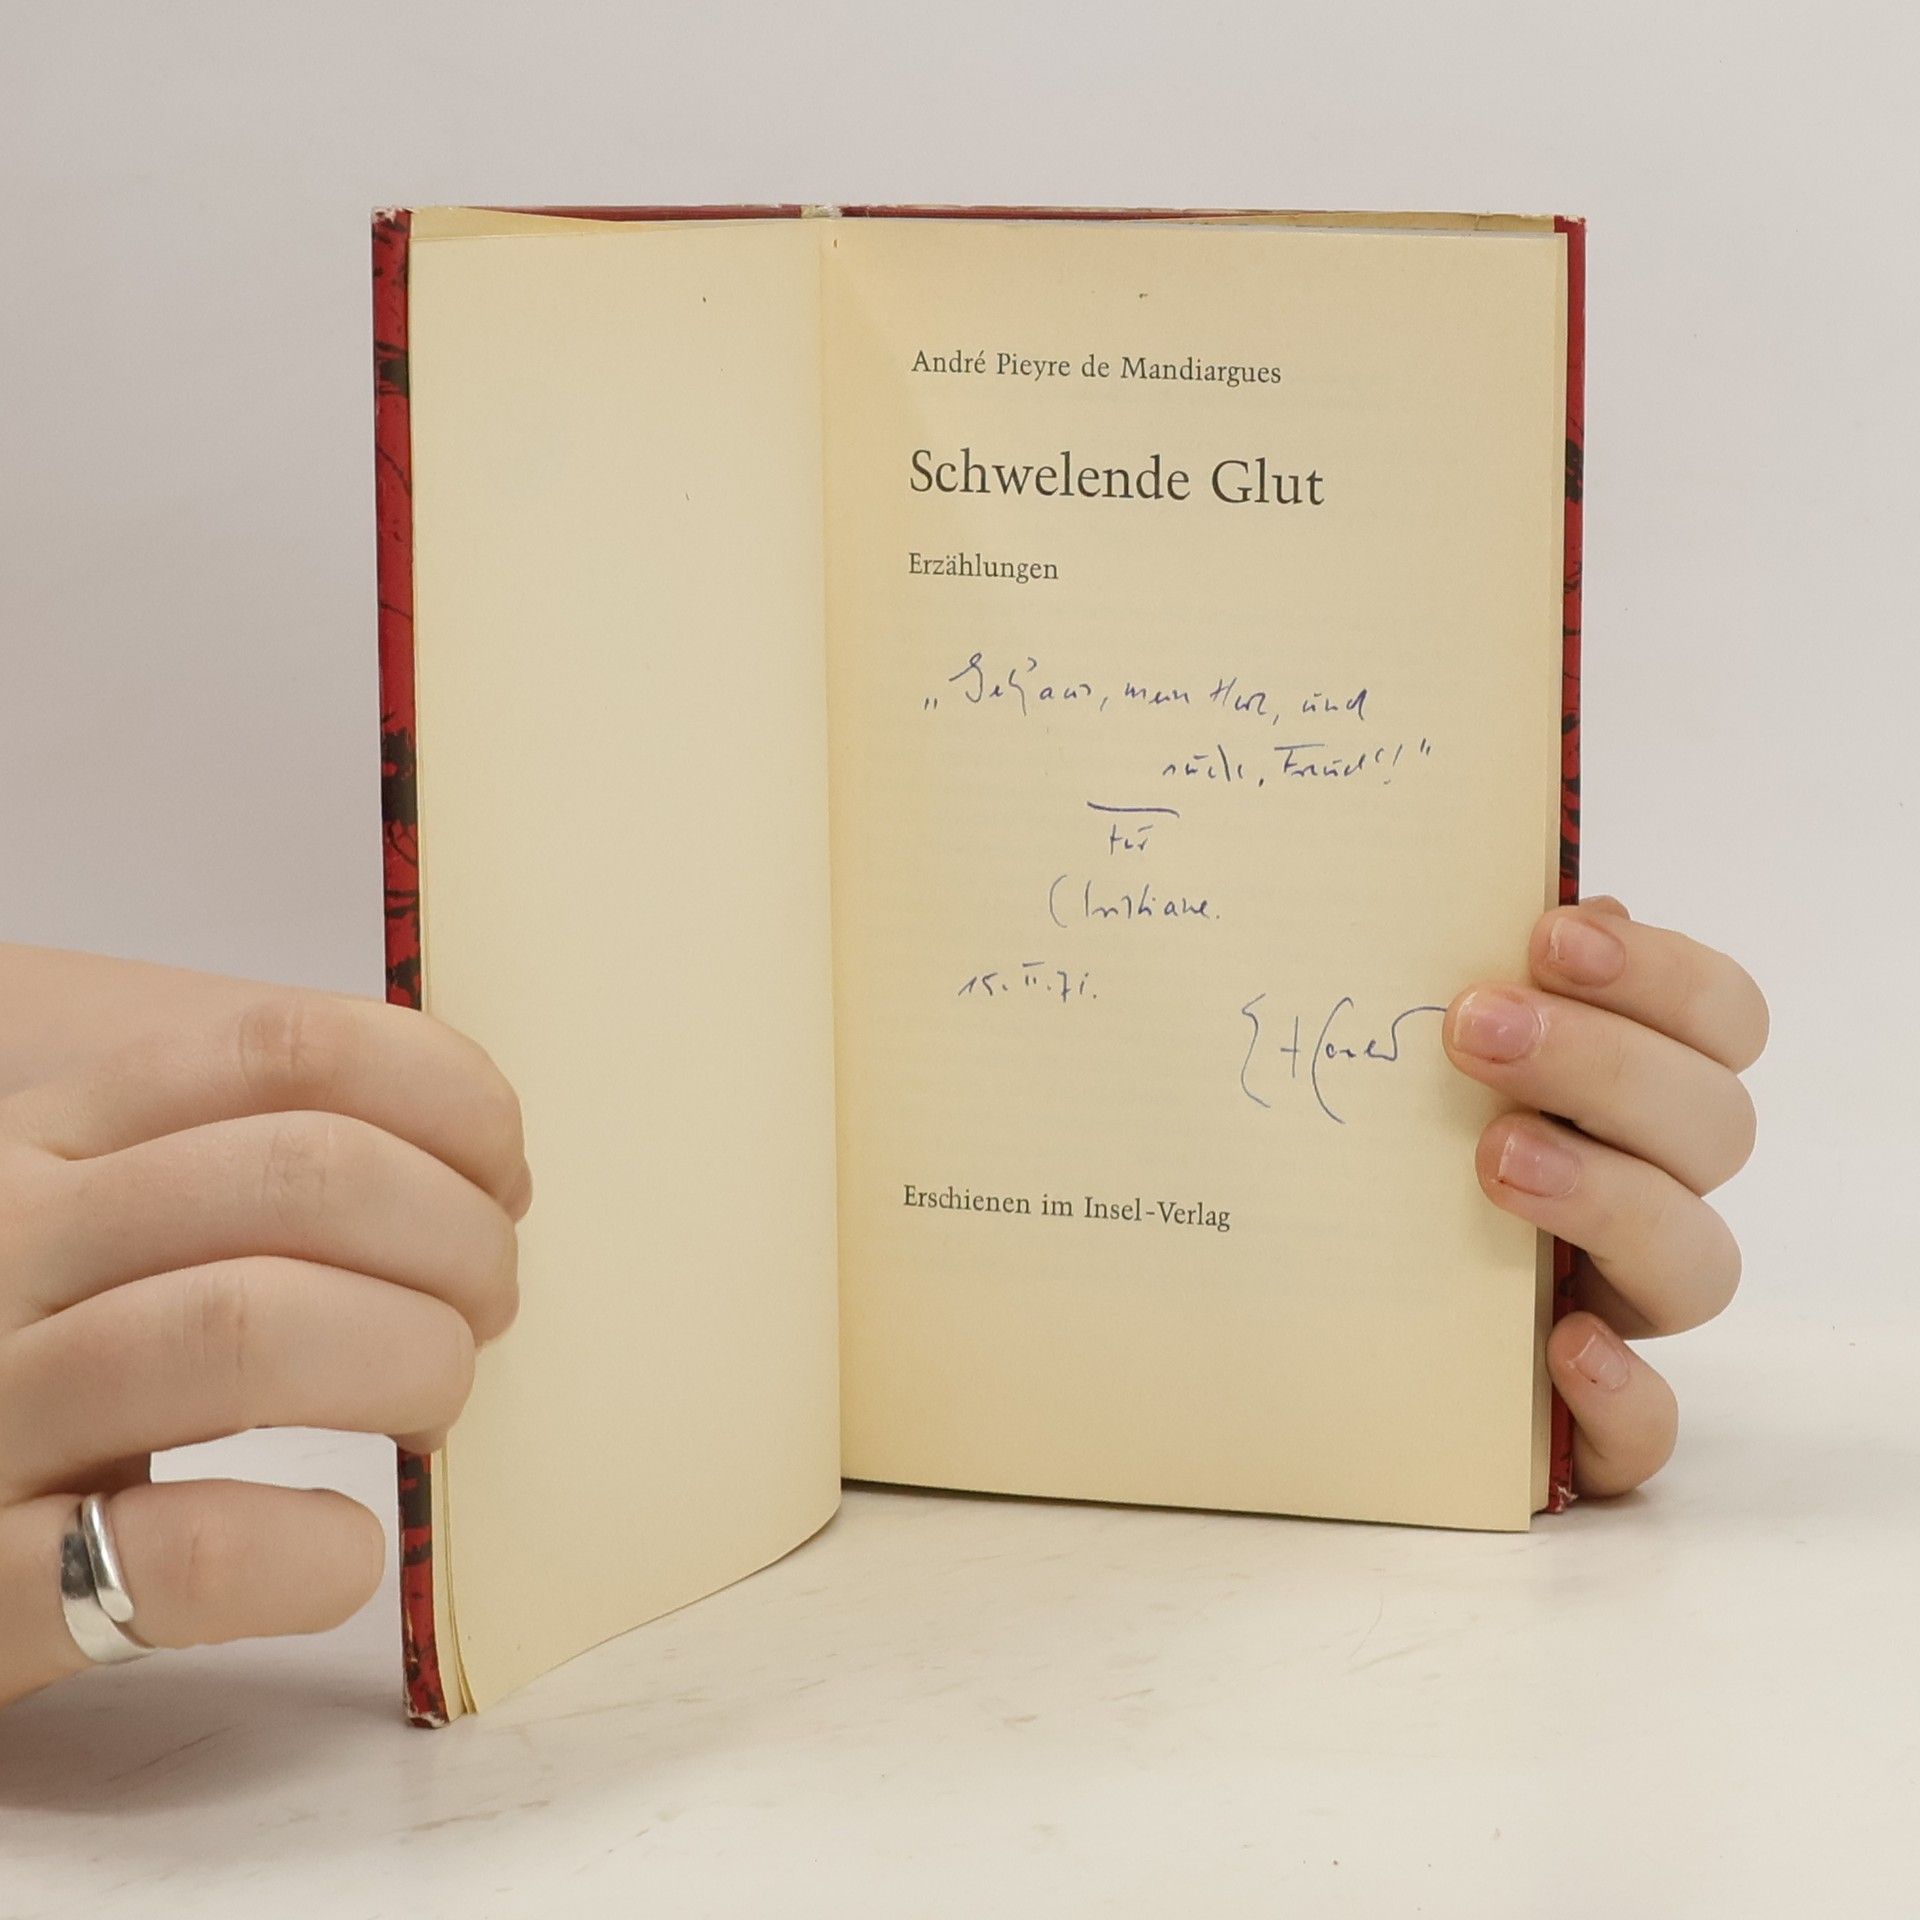 André Pieyre de Mandiargues
Schwelende Glut
Erzählungen
„Geh aus, mein Herz, und
suche, Freud'!"
Für
Christiane.
15. II. 71.
Erschienen im Insel-Verlag